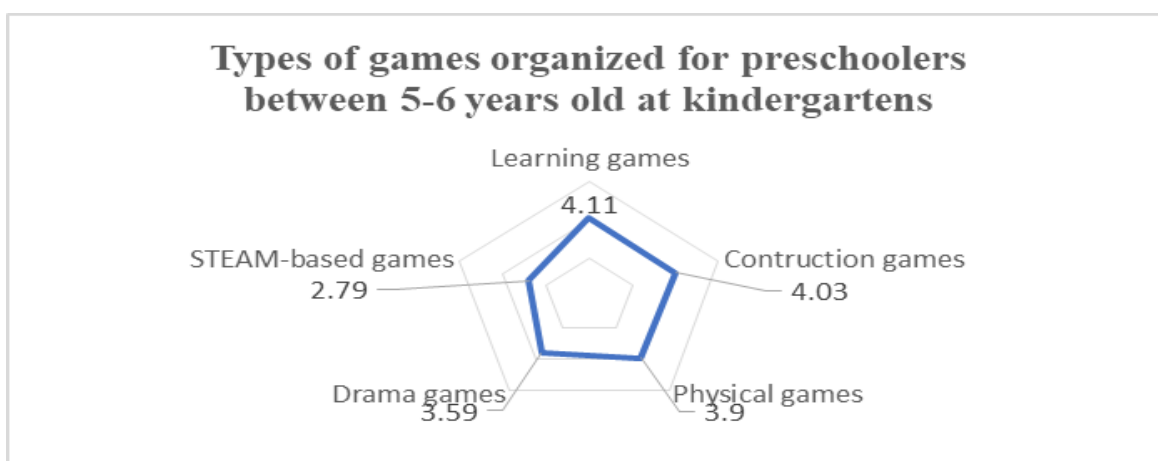 Types of games organized for preschoolers
between 5-6 years old at kindergartens
Learning games
4.11
STEAM-based games
2.79
Contruction games
4.03
Drama games
3.59
Physical games
3.9